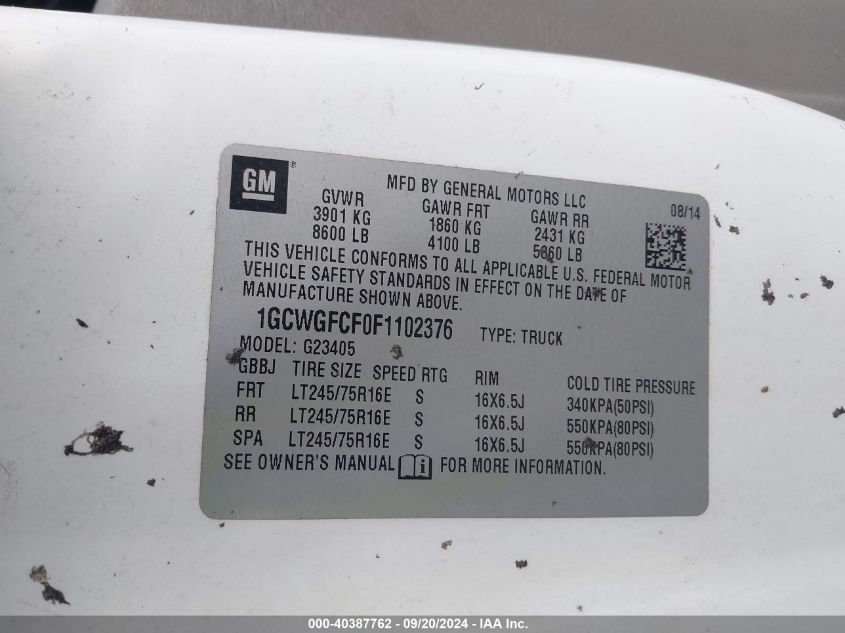 GM ®
MFD BY GENERAL MOTORS LLC
08/14
GVWR GAWR FRT GAWR RR
3901 KG 1860 KG 2431 KG
8600 LB 4100 LB 5360 LB
THIS VEHICLE CONFORMS TO ALL APPLICABLE U.S. FEDERAL MOTOR
VEHICLE SAFETY STANDARDS IN EFFECT ON THE DATE OF
MANUFACTURE SHOWN ABOVE.
1GCWGFCF0F1102376 TYPE: TRUCK
MODEL: G23405
GBBJ TIRE SIZE SPEED RTG RIM COLD TIRE PRESSURE
FRT LT245/75R16E S 16X6.5J 340KPA(50PSI)
RR LT245/75R16E S 16X6.5J 550KPA(80PSI)
SPA LT245/75R16E S 16X6.5J 550KPA(80PSI)
SEE OWNER'S MANUAL i FOR MORE INFORMATION.
000-40387762 - 09/20/2024 - IAA Inc.